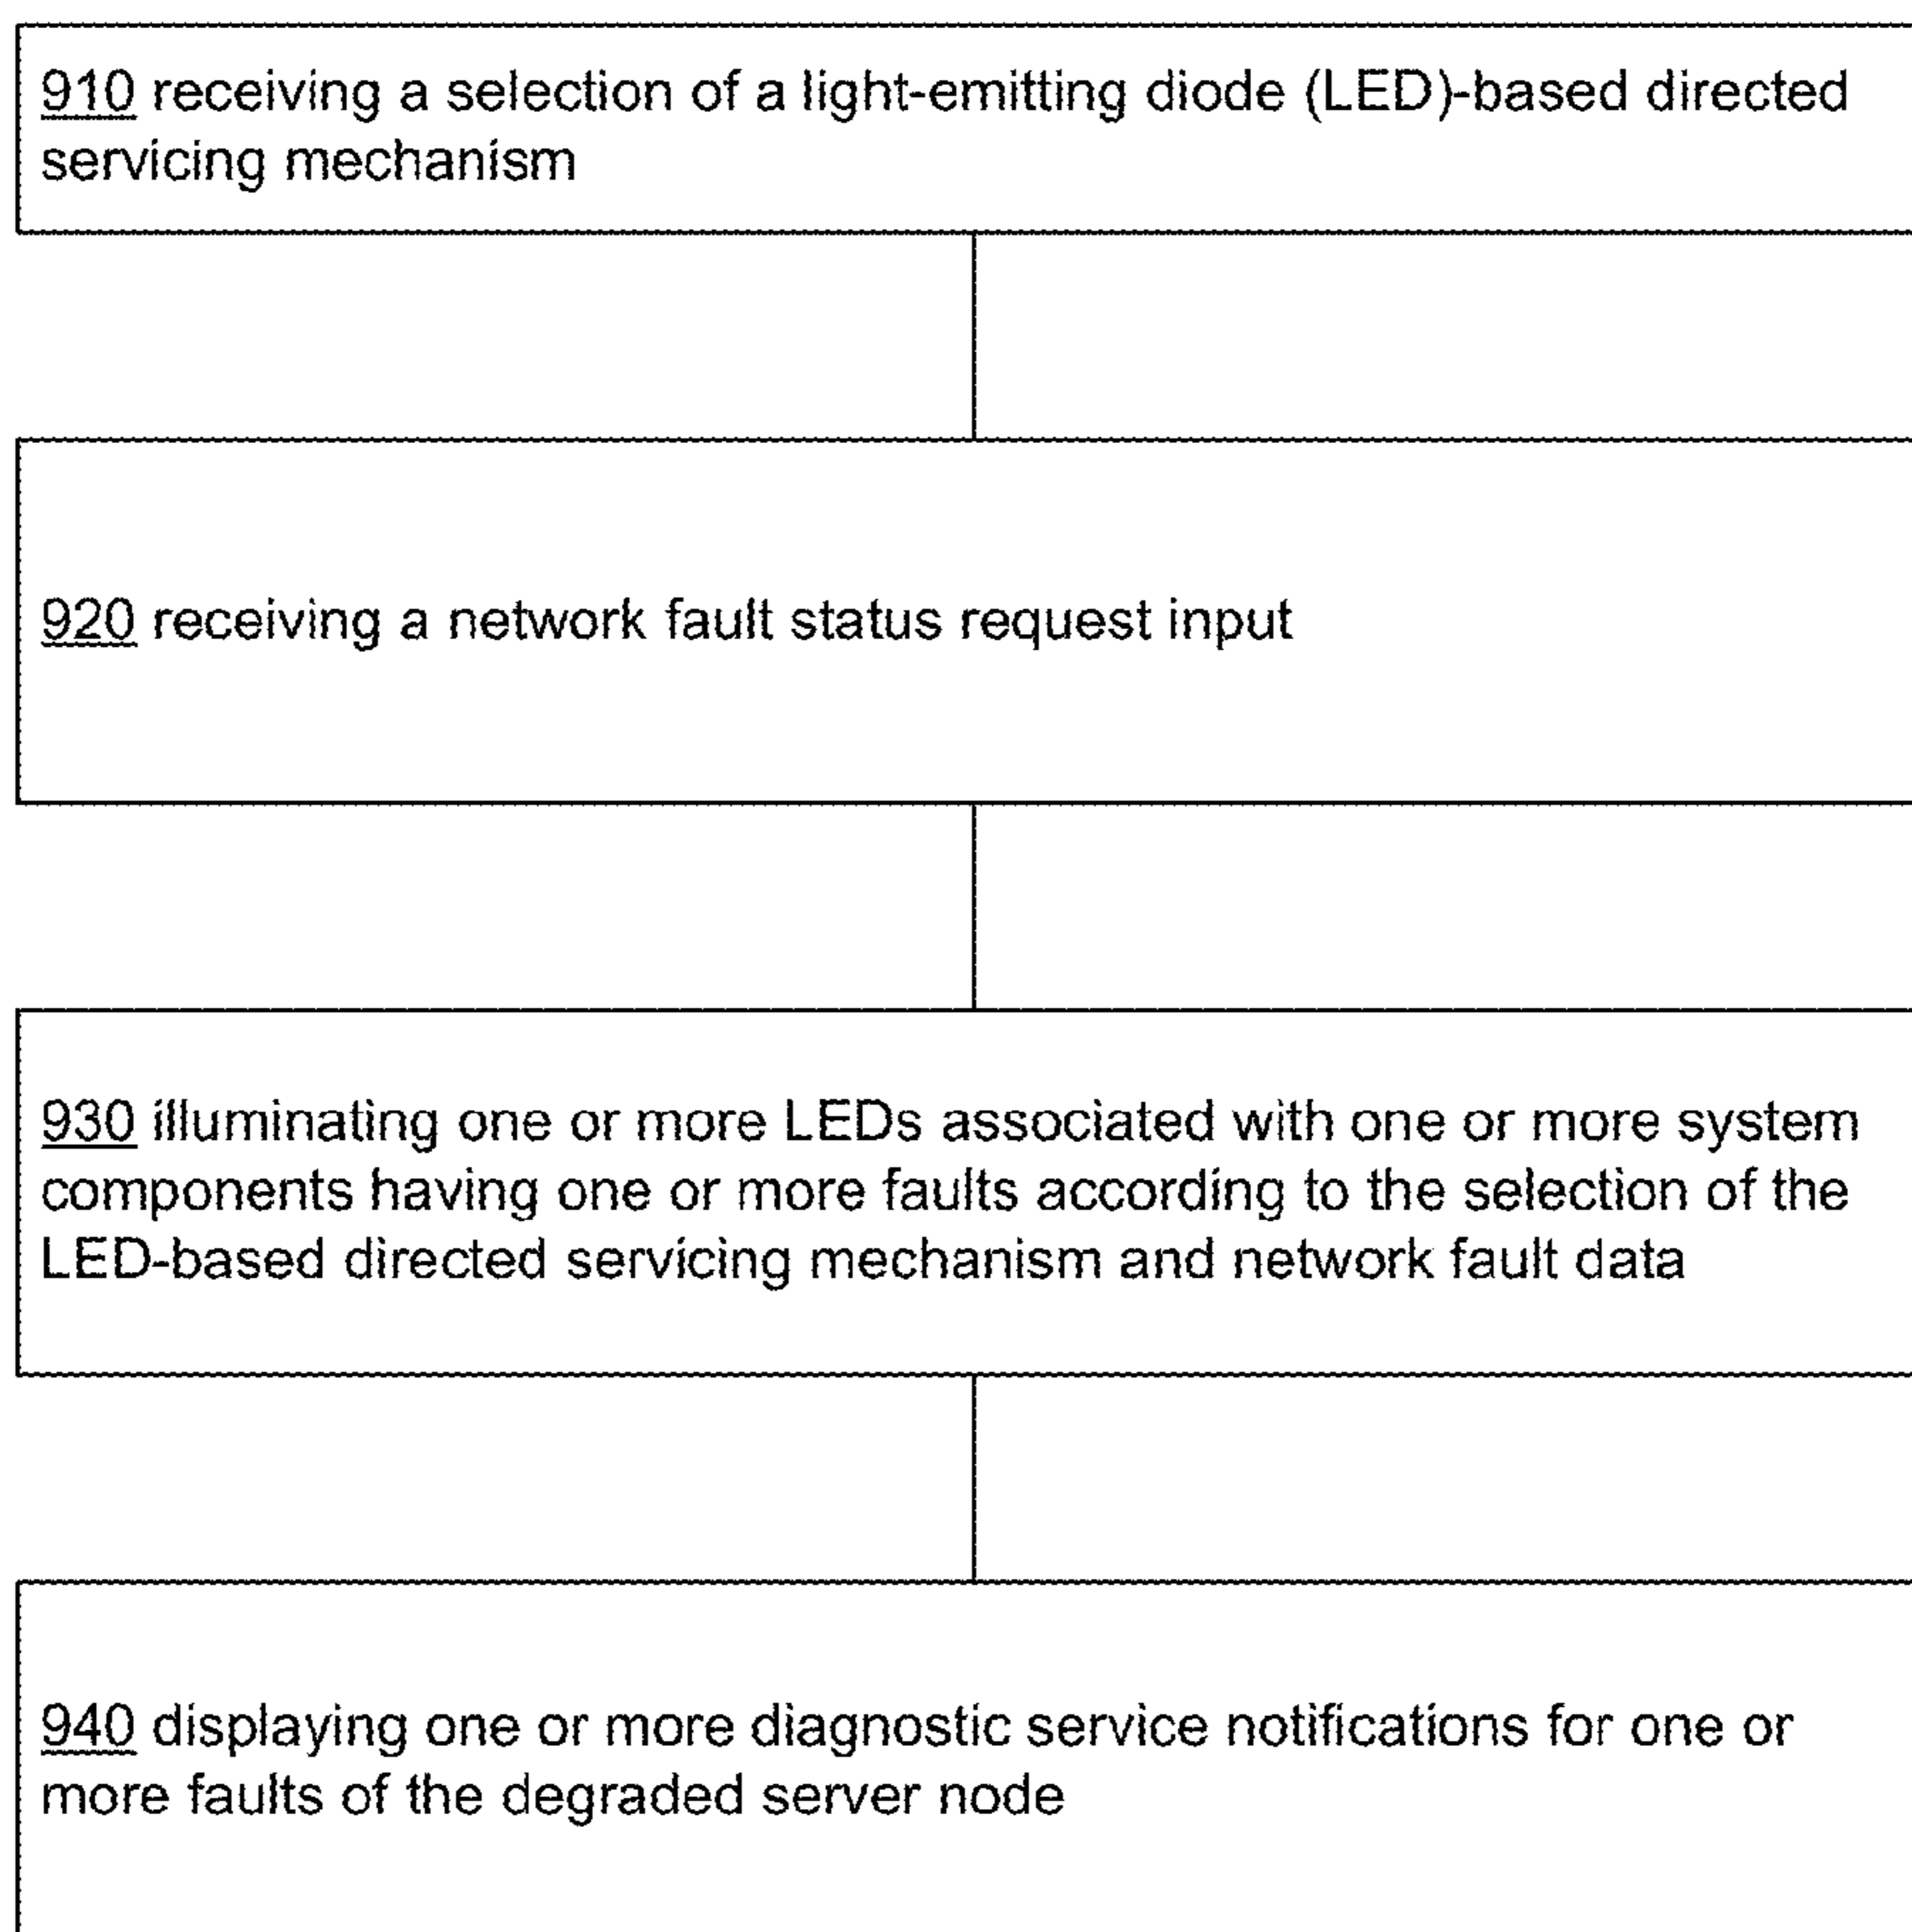 910 receiving a selection of a light-emitting diode (LED)-based directed
servicing mechanism
920 receiving a network fault status request input
930 illuminating one or more LEDs associated with one or more system
components having one or more faults according to the selection of the
LED-based directed servicing mechanism and network fault data
940 displaying one or more diagnostic service notifications for one or
more faults of the degraded server node